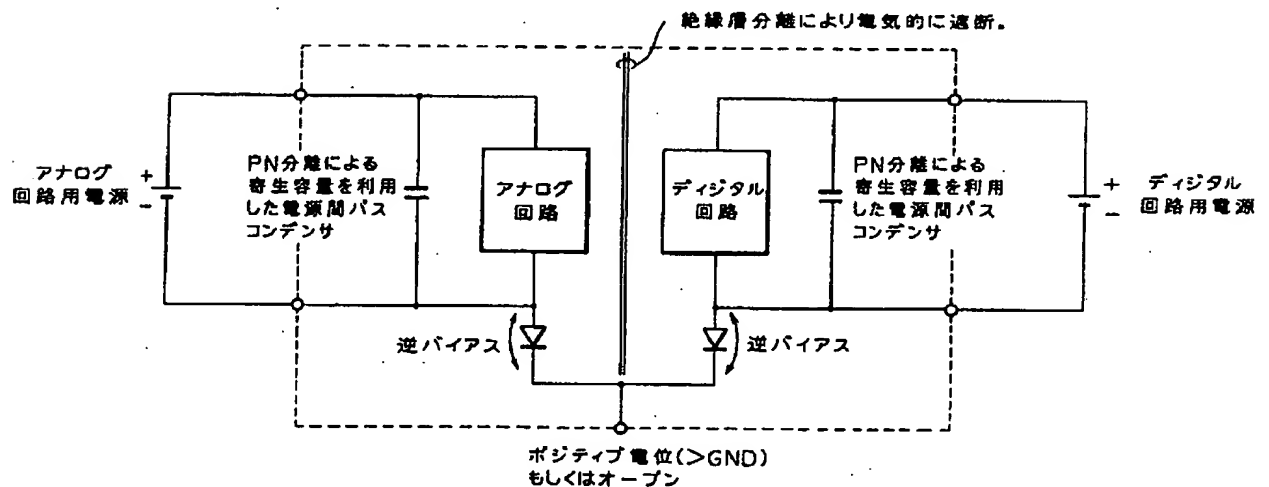 絶縁層分離により電気的に遮断。
アナログ
回路用電源
+
−
PN分離による
寄生容量を利用
した電源間パス
コンデンサ
アナログ
回路
ディジタル
回路
PN分離による
寄生容量を利用
した電源間パス
コンデンサ
+
−
ディジタル
回路用電源
逆バイアス
逆バイアス
ポジティブ電位(>GND)
もしくはオープン